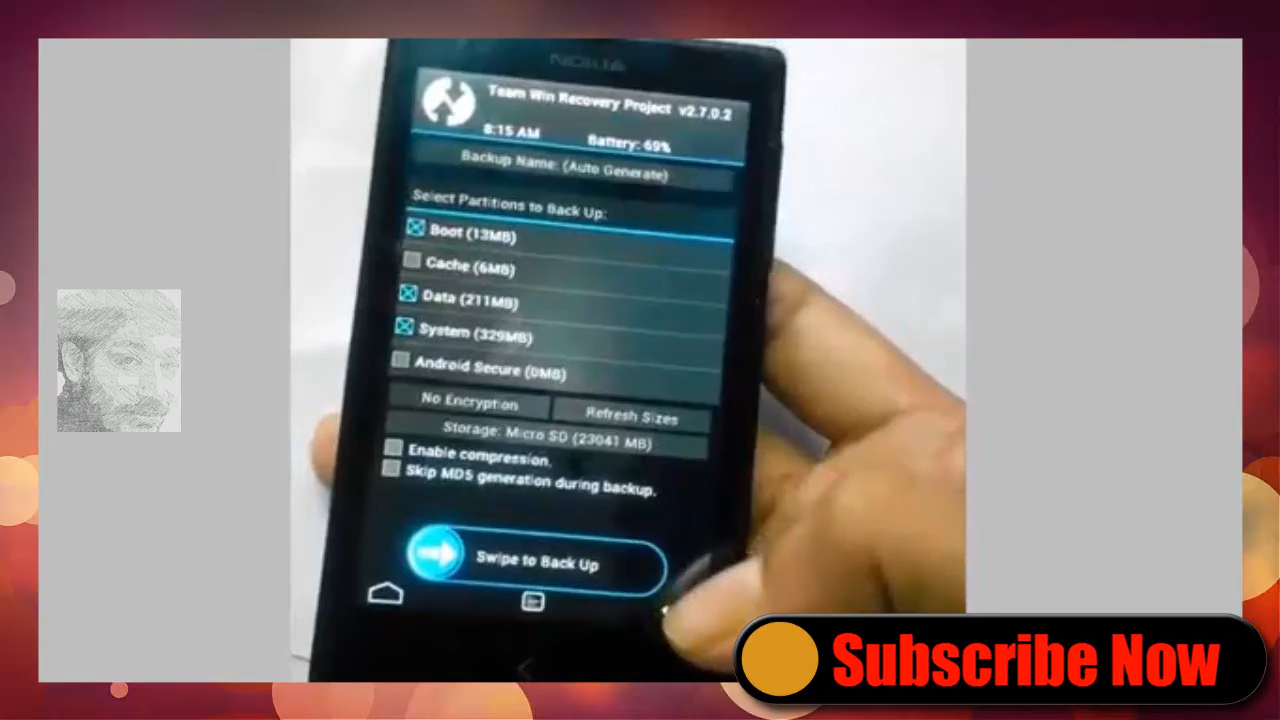 NOKIA
Team Win Recovery Project v2.7.0.2
8:15 AM Battery: 69%
Backup Name: (Auto Generate)
Select Partitions to Back Up:
Boot (13MB)
Cache (6MB)
Data (211MB)
System (329MB)
Android Secure (0MB)
No Encryption Refresh Sizes
Storage: Micro SD (23041 MB)
Enable compression.
Skip MD5 generation during backup.
Swipe to Back Up
Subscribe Now